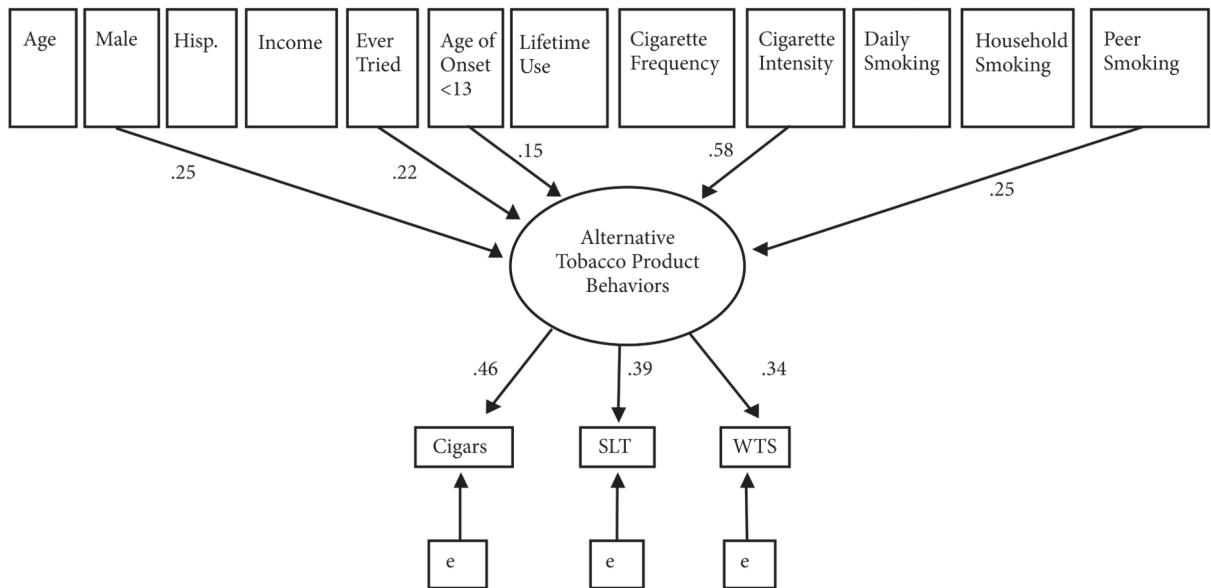 Age
Male
Hisp.
Income
Ever
Tried
Age of
Onset
<13
Lifetime
Use
Cigarette
Frequency
Cigarette
Intensity
Daily
Smoking
Household
Smoking
Peer
Smoking
.25
.22
.15
.58
.25
Alternative
Tobacco Product
Behaviors
.46
.39
.34
Cigars
SLT
WTS
e
e
e